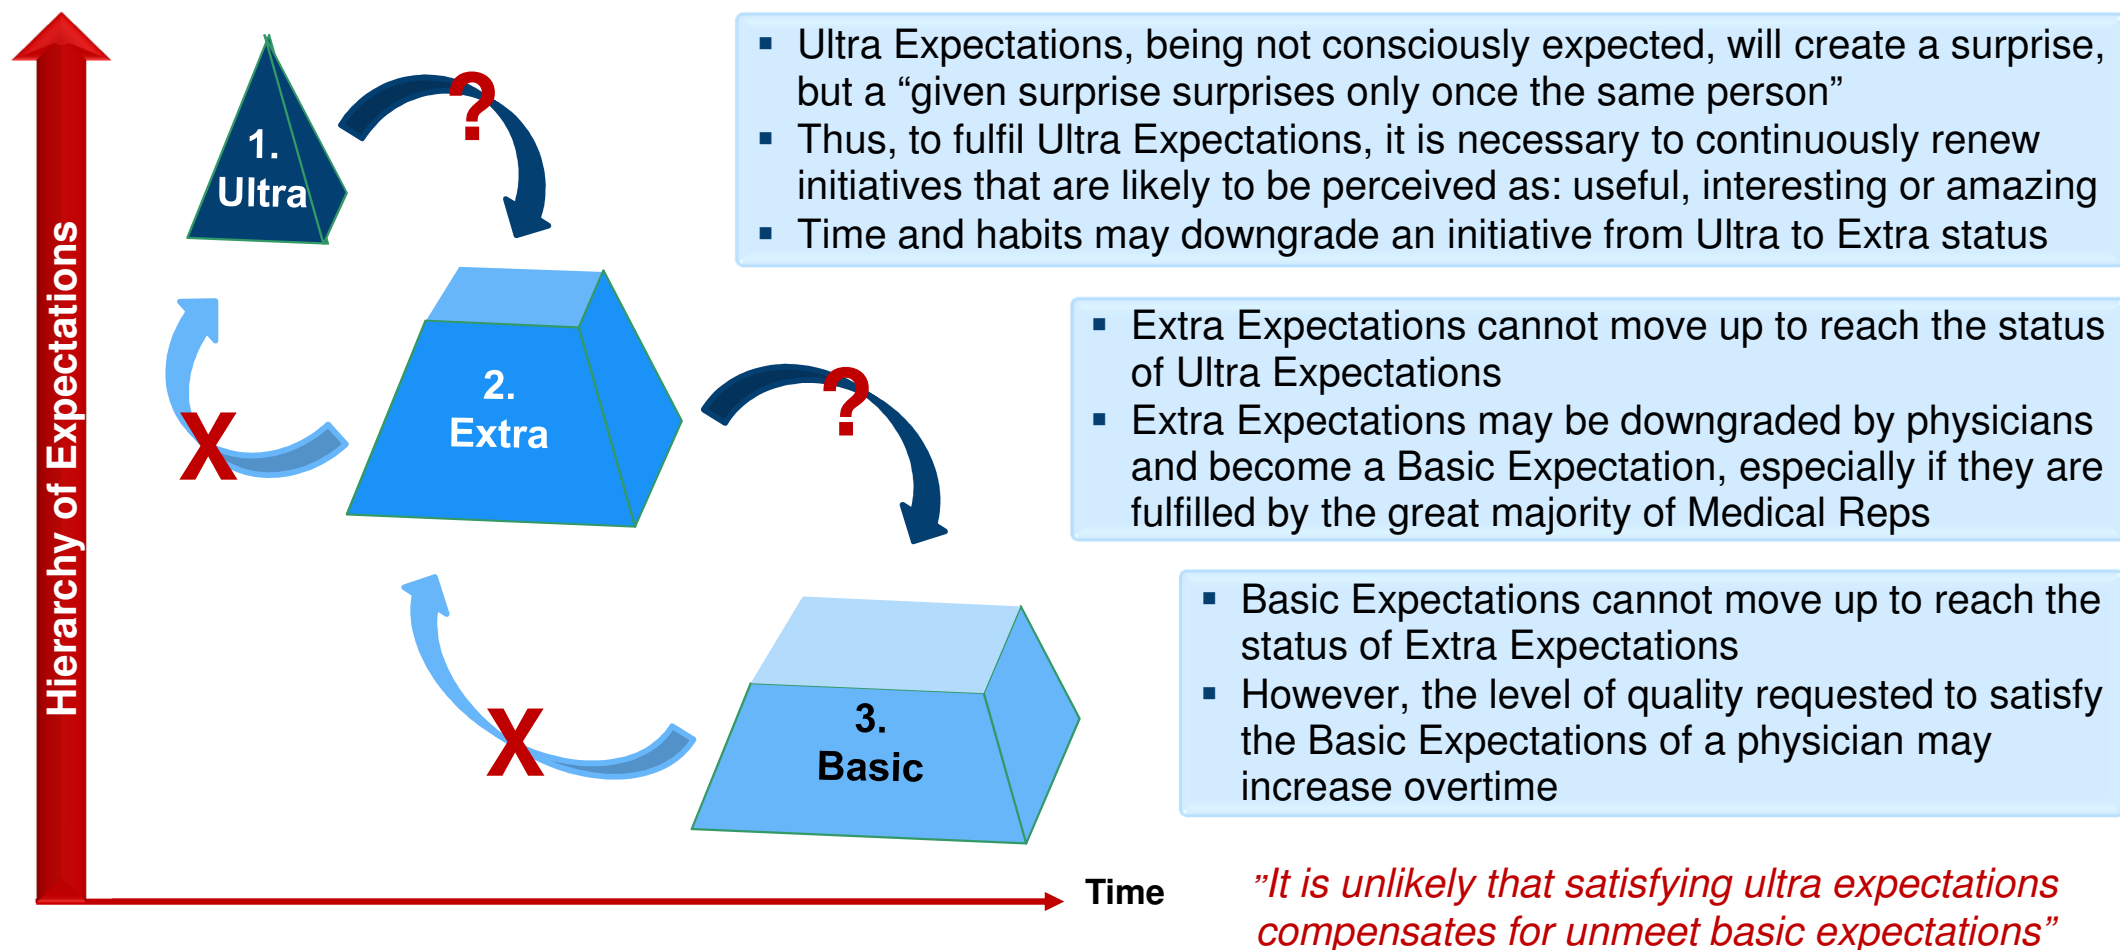 Hierarchy of Expectations
1.
Ultra
?
▪ Ultra Expectations, being not consciously expected, will create a surprise,
but a “given surprise surprises only once the same person”
▪ Thus, to fulfil Ultra Expectations, it is necessary to continuously renew
initiatives that are likely to be perceived as: useful, interesting or amazing
▪ Time and habits may downgrade an initiative from Ultra to Extra status
X
2.
Extra
?
▪ Extra Expectations cannot move up to reach the status
of Ultra Expectations
▪ Extra Expectations may be downgraded by physicians
and become a Basic Expectation, especially if they are
fulfilled by the great majority of Medical Reps
X
3.
Basic
▪ Basic Expectations cannot move up to reach the
status of Extra Expectations
▪ However, the level of quality requested to satisfy
the Basic Expectations of a physician may
increase overtime
Time
”It is unlikely that satisfying ultra expectations
compensates for unmeet basic expectations”